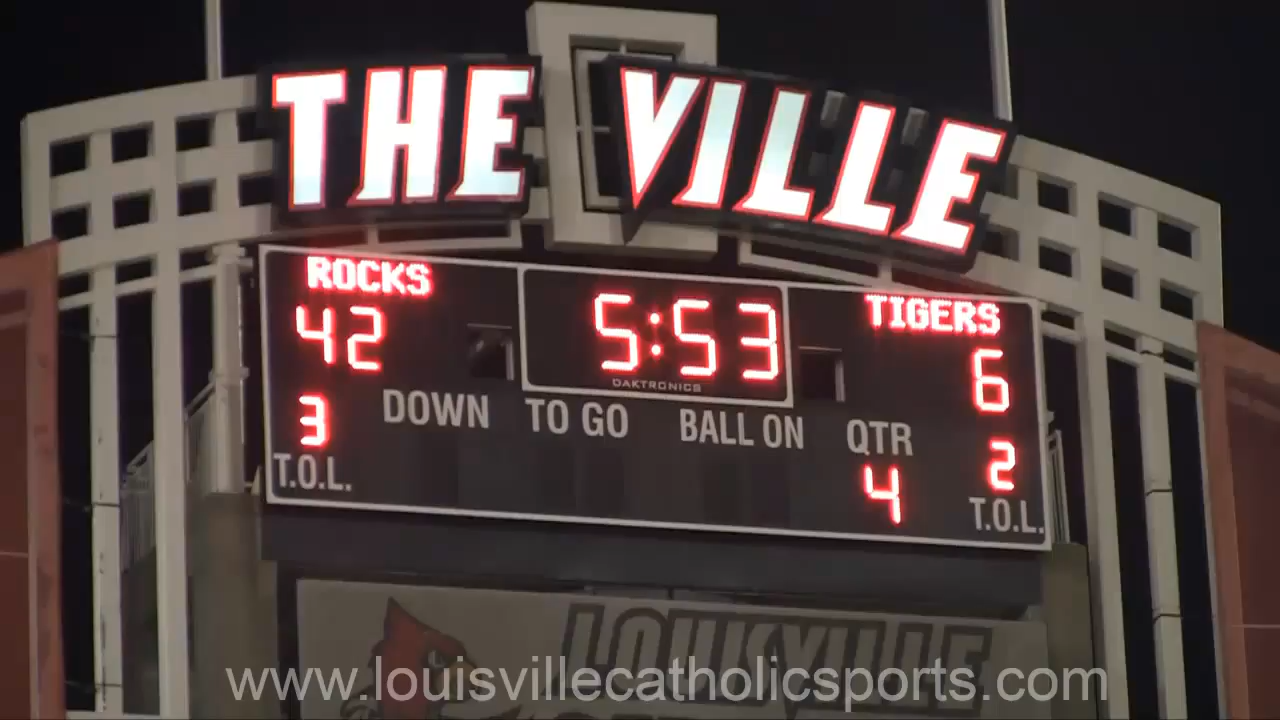 THE VILLE
ROCKS 5:53 TIGERS
42 6
DAKTRONICS
3 DOWN TO GO BALL ON QTR 2
T.O.L. 4 T.O.L.
LOUISVILLE
www.louisvillecatholicsports.com